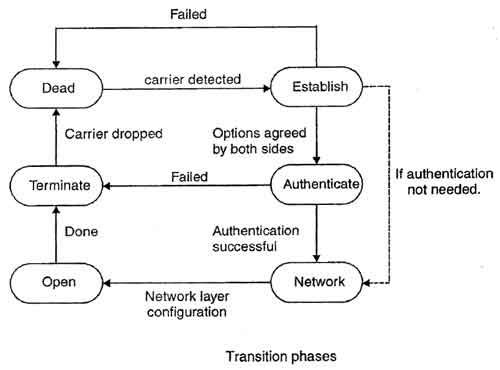 Failed
Dead
carrier detected
Establish
Carrier dropped
Options agreed
by both sides
If authentication
not needed.
Terminate
Failed
Authenticate
Done
Authentication
successful
Open
Network layer
configuration
Network
Transition phases